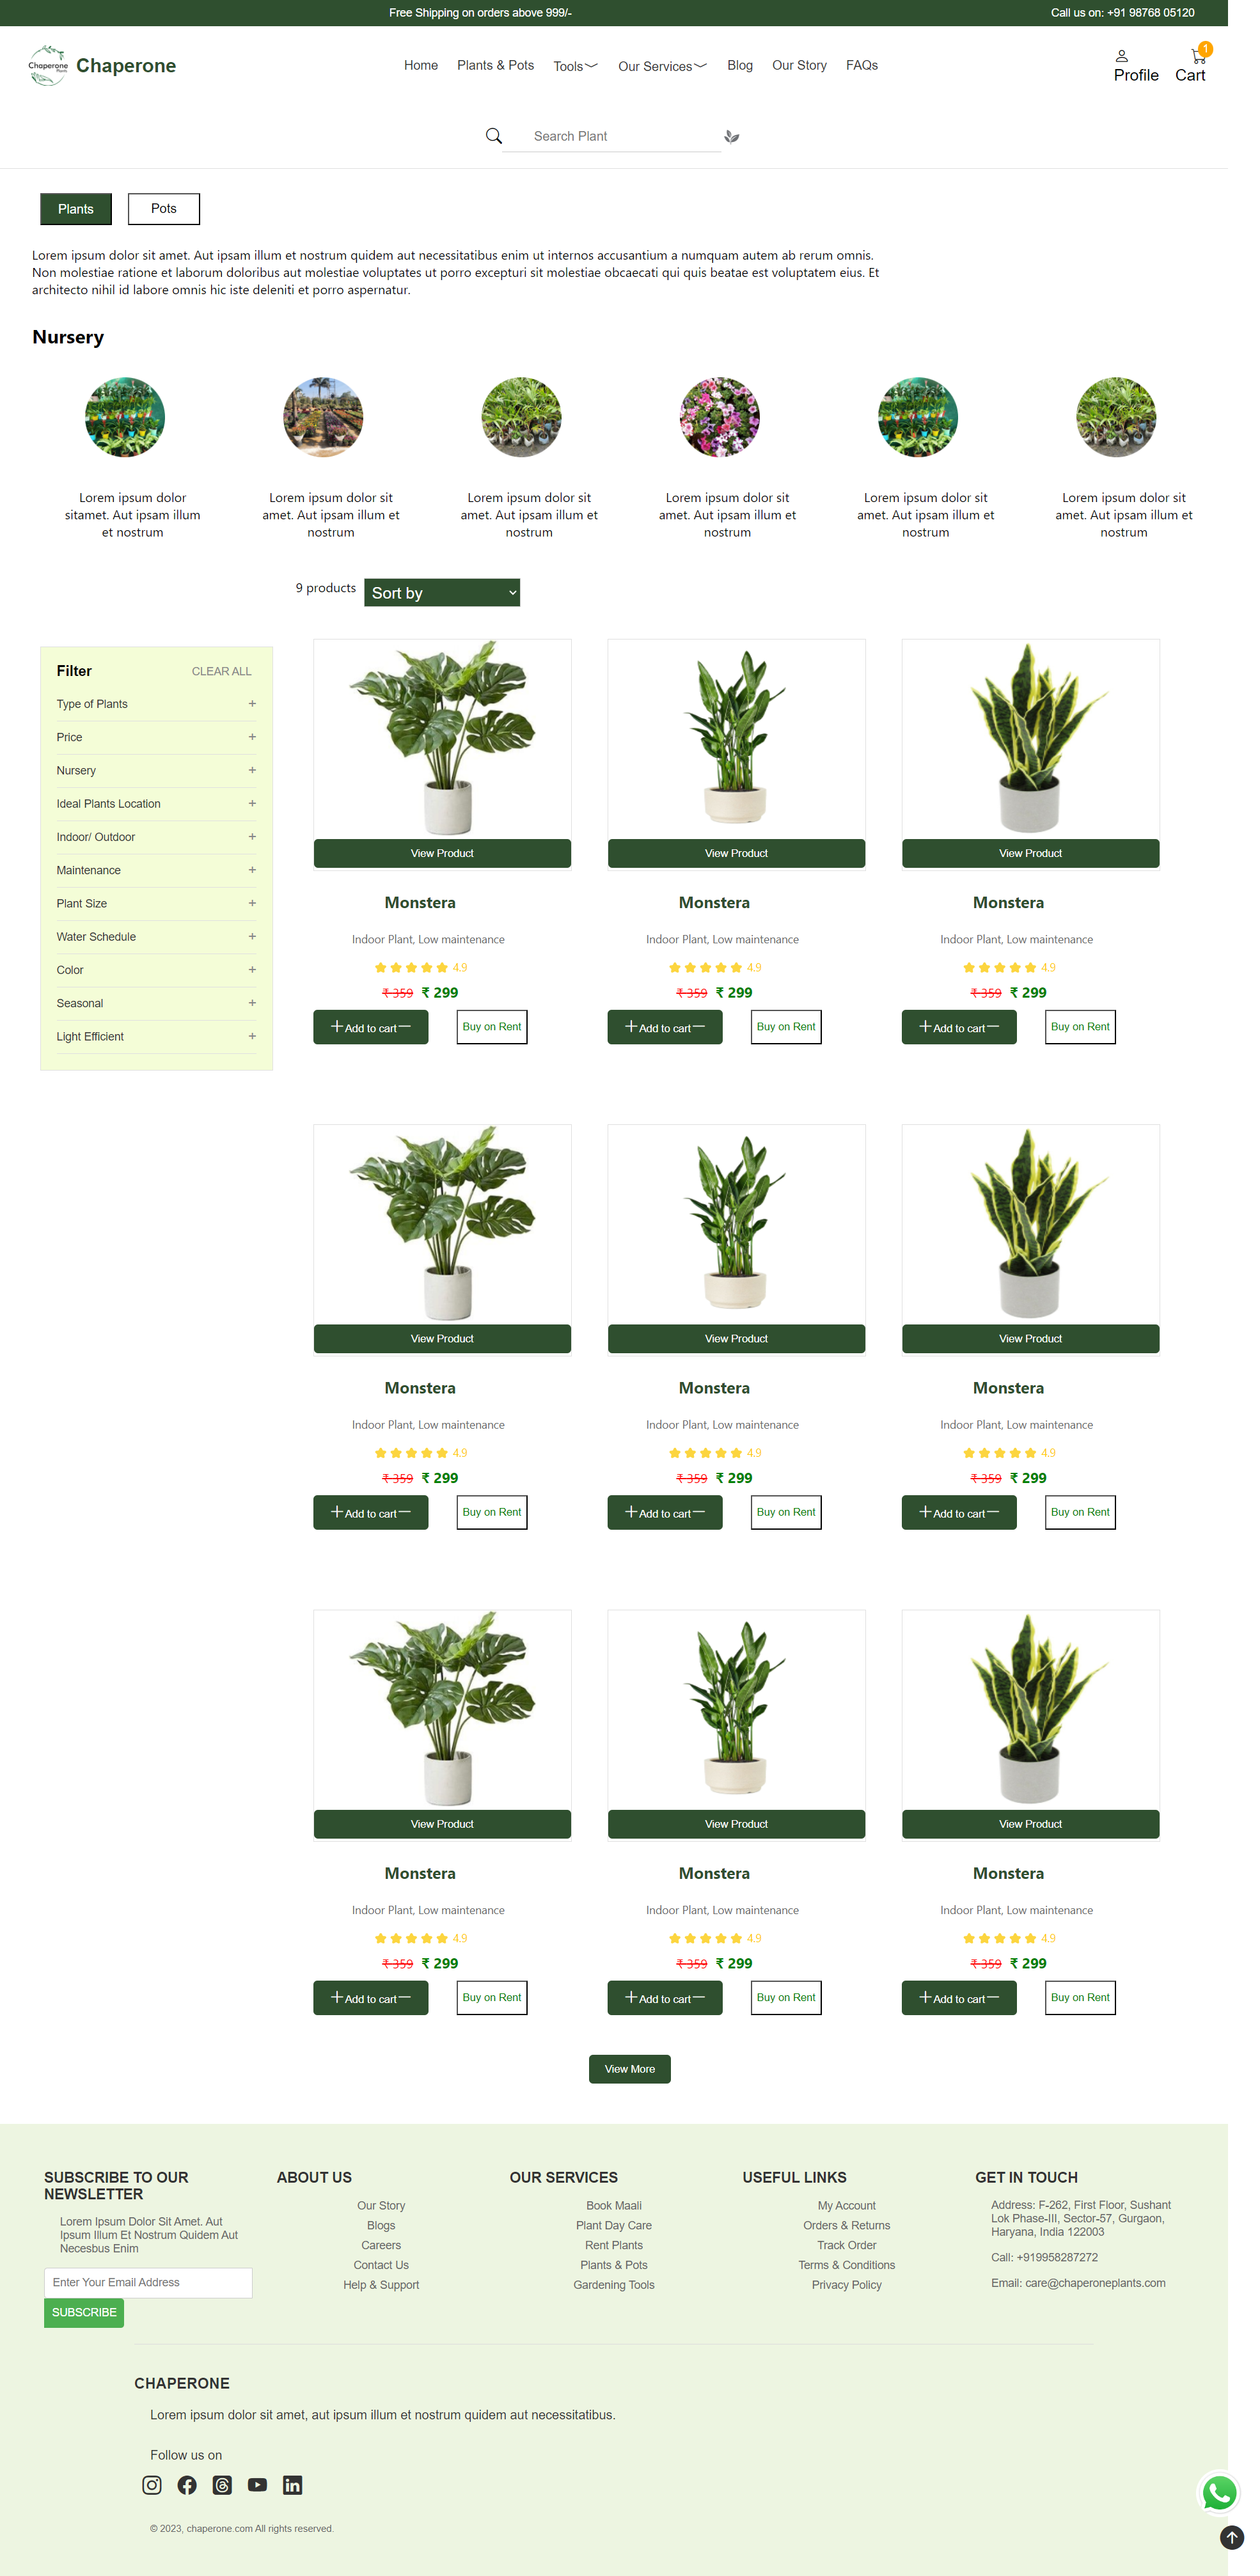 Free Shipping on orders above 999/-
Call us on: +91 98768 05120
Chaperone
Plants
Chaperone
Home
Plants & Pots
Tools
Our Services
Blog
Our Story
FAQs
Profile
1
Cart
Search Plant
Plants
Pots
Lorem ipsum dolor sit amet. Aut ipsam illum et nostrum quidem aut necessitatibus enim ut internos accusantium a numquam autem ab rerum omnis.
Non molestiae ratione et laborum doloribus aut molestiae voluptates ut porro excepturi sit molestiae obcaecati qui quis beatae est voluptatem eius. Et
architecto nihil id labore omnis hic iste deleniti et porro aspernatur.
Nursery
Lorem ipsum dolor
sitamet. Aut ipsam illum
et nostrum
Lorem ipsum dolor sit
amet. Aut ipsam illum et
nostrum
Lorem ipsum dolor sit
amet. Aut ipsam illum et
nostrum
Lorem ipsum dolor sit
amet. Aut ipsam illum et
nostrum
Lorem ipsum dolor sit
amet. Aut ipsam illum et
nostrum
Lorem ipsum dolor sit
amet. Aut ipsam illum et
nostrum
9 products
Sort by
Filter
CLEAR ALL
Type of Plants +
Price +
Nursery +
Ideal Plants Location +
Indoor/ Outdoor +
Maintenance +
Plant Size +
Water Schedule +
Color +
Seasonal +
Light Efficient +
View Product
Monstera
Indoor Plant, Low maintenance
4.9
₹ 359 ₹ 299
Add to cart
Buy on Rent
View Product
Monstera
Indoor Plant, Low maintenance
4.9
₹ 359 ₹ 299
Add to cart
Buy on Rent
View Product
Monstera
Indoor Plant, Low maintenance
4.9
₹ 359 ₹ 299
Add to cart
Buy on Rent
View Product
Monstera
Indoor Plant, Low maintenance
4.9
₹ 359 ₹ 299
Add to cart
Buy on Rent
View Product
Monstera
Indoor Plant, Low maintenance
4.9
₹ 359 ₹ 299
Add to cart
Buy on Rent
View Product
Monstera
Indoor Plant, Low maintenance
4.9
₹ 359 ₹ 299
Add to cart
Buy on Rent
View Product
Monstera
Indoor Plant, Low maintenance
4.9
₹ 359 ₹ 299
Add to cart
Buy on Rent
View Product
Monstera
Indoor Plant, Low maintenance
4.9
₹ 359 ₹ 299
Add to cart
Buy on Rent
View Product
Monstera
Indoor Plant, Low maintenance
4.9
₹ 359 ₹ 299
Add to cart
Buy on Rent
View More
SUBSCRIBE TO OUR
NEWSLETTER
Lorem Ipsum Dolor Sit Amet. Aut
Ipsum Illum Et Nostrum Quidem Aut
Necesbus Enim
Enter Your Email Address
SUBSCRIBE
ABOUT US
Our Story
Blogs
Careers
Contact Us
Help & Support
OUR SERVICES
Book Maali
Plant Day Care
Rent Plants
Plants & Pots
Gardening Tools
USEFUL LINKS
My Account
Orders & Returns
Track Order
Terms & Conditions
Privacy Policy
GET IN TOUCH
Address: F-262, First Floor, Sushant
Lok Phase-III, Sector-57, Gurgaon,
Haryana, India 122003
Call: +919958287272
Email: care@chaperoneplants.com
CHAPERONE
Lorem ipsum dolor sit amet, aut ipsum illum et nostrum quidem aut necessitatibus.
Follow us on
© 2023, chaperone.com All rights reserved.